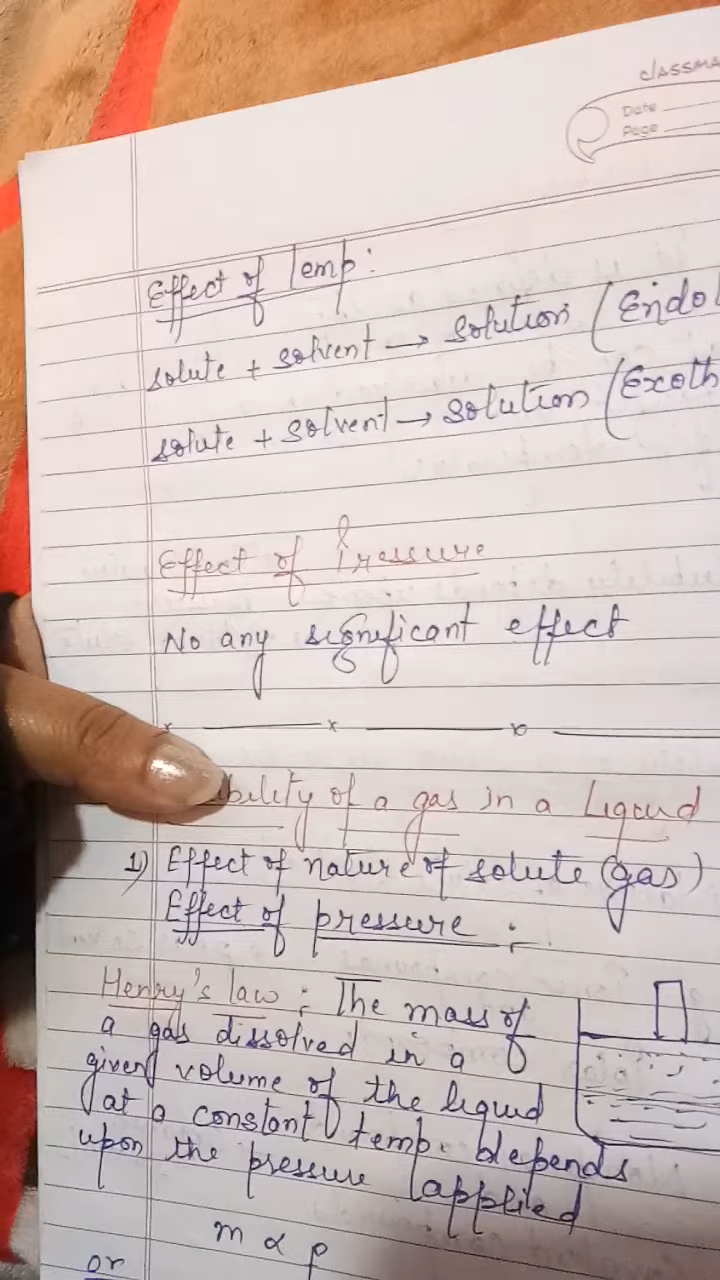 classma
Date
Page
Effect of Temp:
solute + solvent → solution (Endo
solute + solvent → solution (Exoth
Effect of Pressure
No any significant effect
bility of a gas in a Liquid
1) Effect of nature of solute (gas)
Effect of pressure :-
Henry's law :- The mass of
a gas dissolved in a
given volume of the liquid
at a constant temp. depends
upon the pressure applied
m ∝ p
or